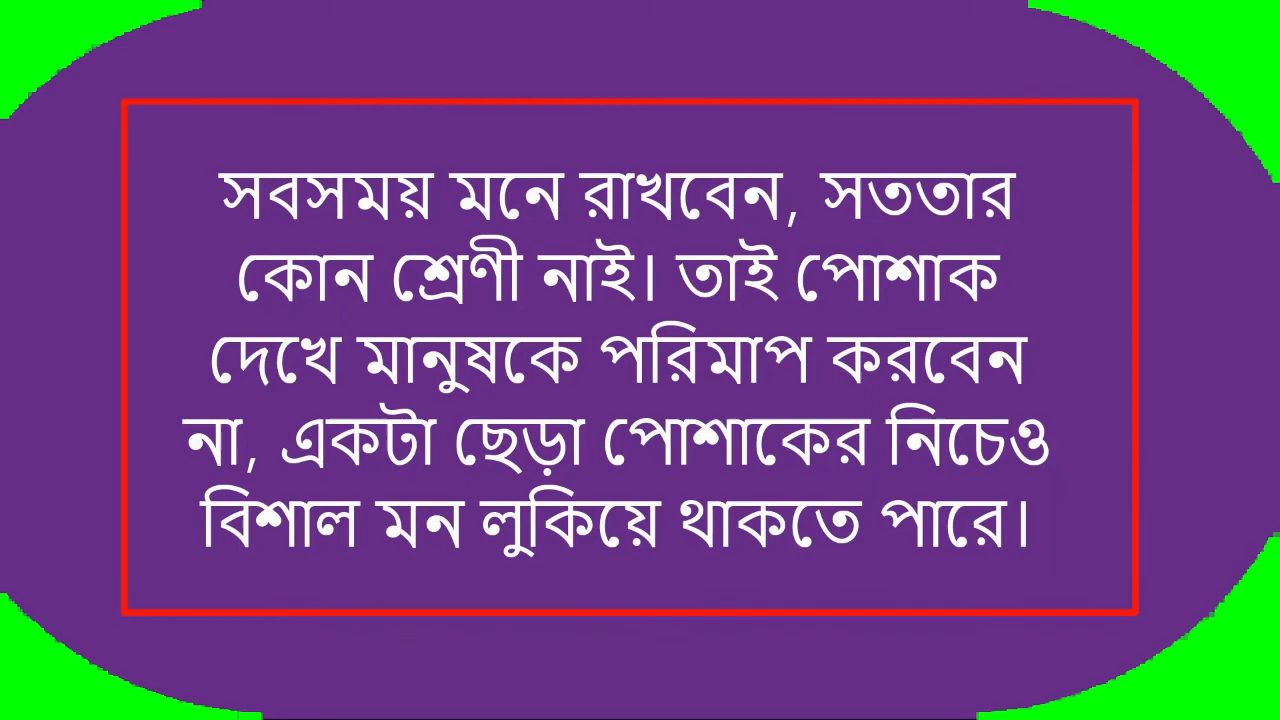 সবসময় মনে রাখবেন, সততার
কোন শ্রেণী নাই। তাই পোশাক
দেখে মানুষকে পরিমাপ করবেন
না, একটা ছেড়া পোশাকের নিচেও
বিশাল মন লুকিয়ে থাকতে পারে।